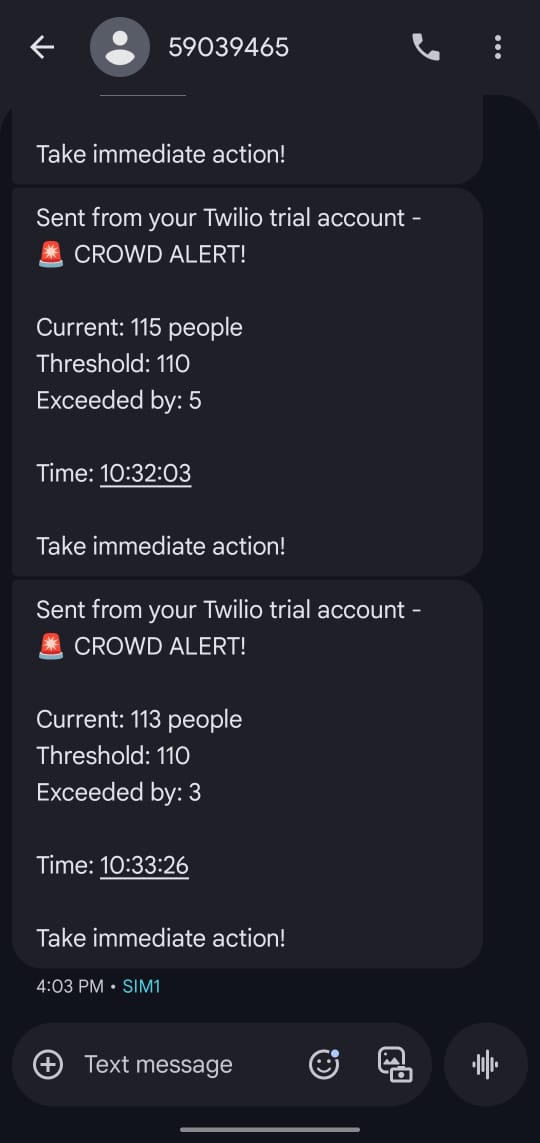 59039465
Take immediate action!
Sent from your Twilio trial account -
🚨 CROWD ALERT!
Current: 115 people
Threshold: 110
Exceeded by: 5
Time: 10:32:03
Take immediate action!
Sent from your Twilio trial account -
🚨 CROWD ALERT!
Current: 113 people
Threshold: 110
Exceeded by: 3
Time: 10:33:26
Take immediate action!
4:03 PM • SIM1
Text message